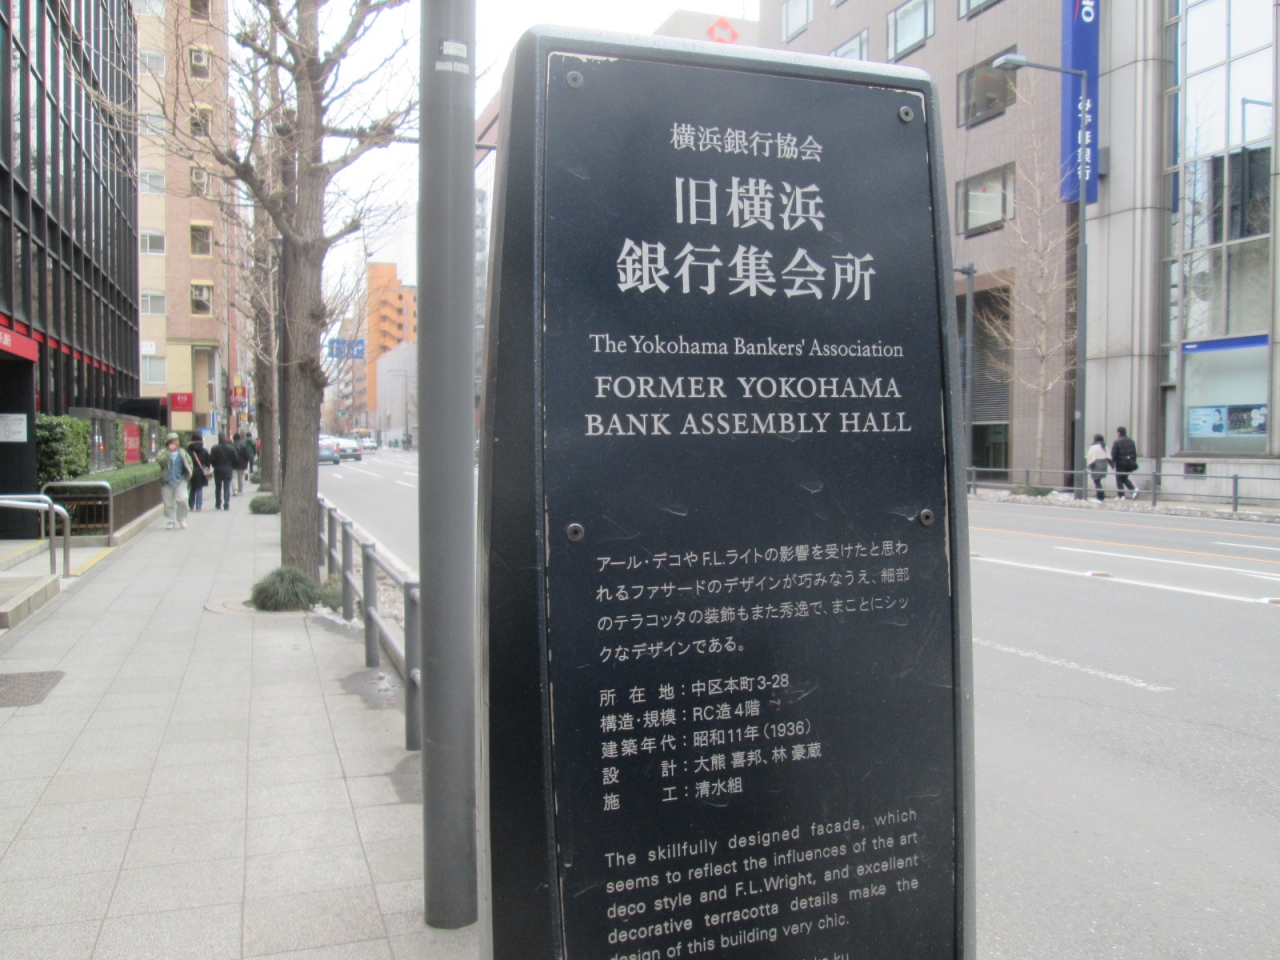 横浜銀行協会
旧横浜
銀行集会所
The Yokohama Bankers' Association
FORMER YOKOHAMA
BANK ASSEMBLY HALL
アール・デコやF.L.ライトの影響を受けたと思わ
れるファサードのデザインが巧みなうえ、細部
のテラコッタの装飾もまた秀逸で、まことにシッ
クなデザインである。
所在地：中区本町3-28
構造・規模：RC造4階
建築年代：昭和11年（1936）
設計：大熊 喜邦、林 豪蔵
施工：清水組
The skillfully designed facade, which
seems to reflect the influences of the art
deco style and F.L.Wright, and excellent
decorative terracotta details make the
design of this building very chic.
みずほ銀行